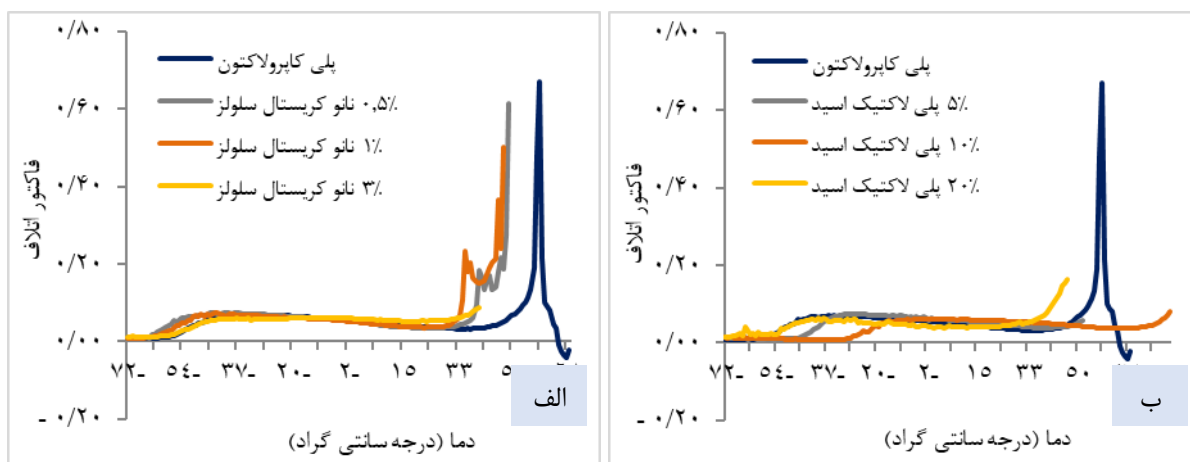 ۰/۸۰
۰/۶۰
۰/۴۰
۰/۲۰
۰/۰۰
- ۰/۲۰
فاکتور اتلاف
پلی کاپرولاکتون
۰,۵٪ نانو کریستال سلولز
۱٪ نانو کریستال سلولز
۳٪ نانو کریستال سلولز
-۷۲ -۵۴ -۳۷ -۲۰ -۲ ۱۵ ۳۳ ۵۰
دما (درجه سانتی گراد)
الف
۰/۸۰
۰/۶۰
۰/۴۰
۰/۲۰
۰/۰۰
- ۰/۲۰
فاکتور اتلاف
پلی کاپرولاکتون
۵٪ پلی لاکتیک اسید
۱۰٪ پلی لاکتیک اسید
۲۰٪ پلی لاکتیک اسید
-۷۲ -۵۴ -۳۷ -۲۰ -۲ ۱۵ ۳۳ ۵۰
دما (درجه سانتی گراد)
ب